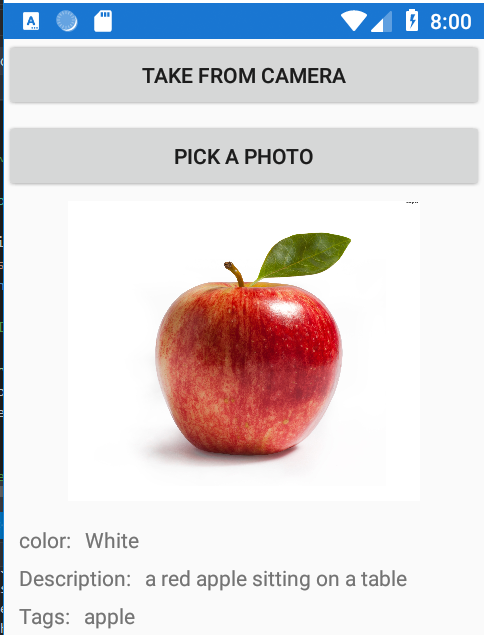 8:00
TAKE FROM CAMERA
PICK A PHOTO
color: White
Description: a red apple sitting on a table
Tags: apple